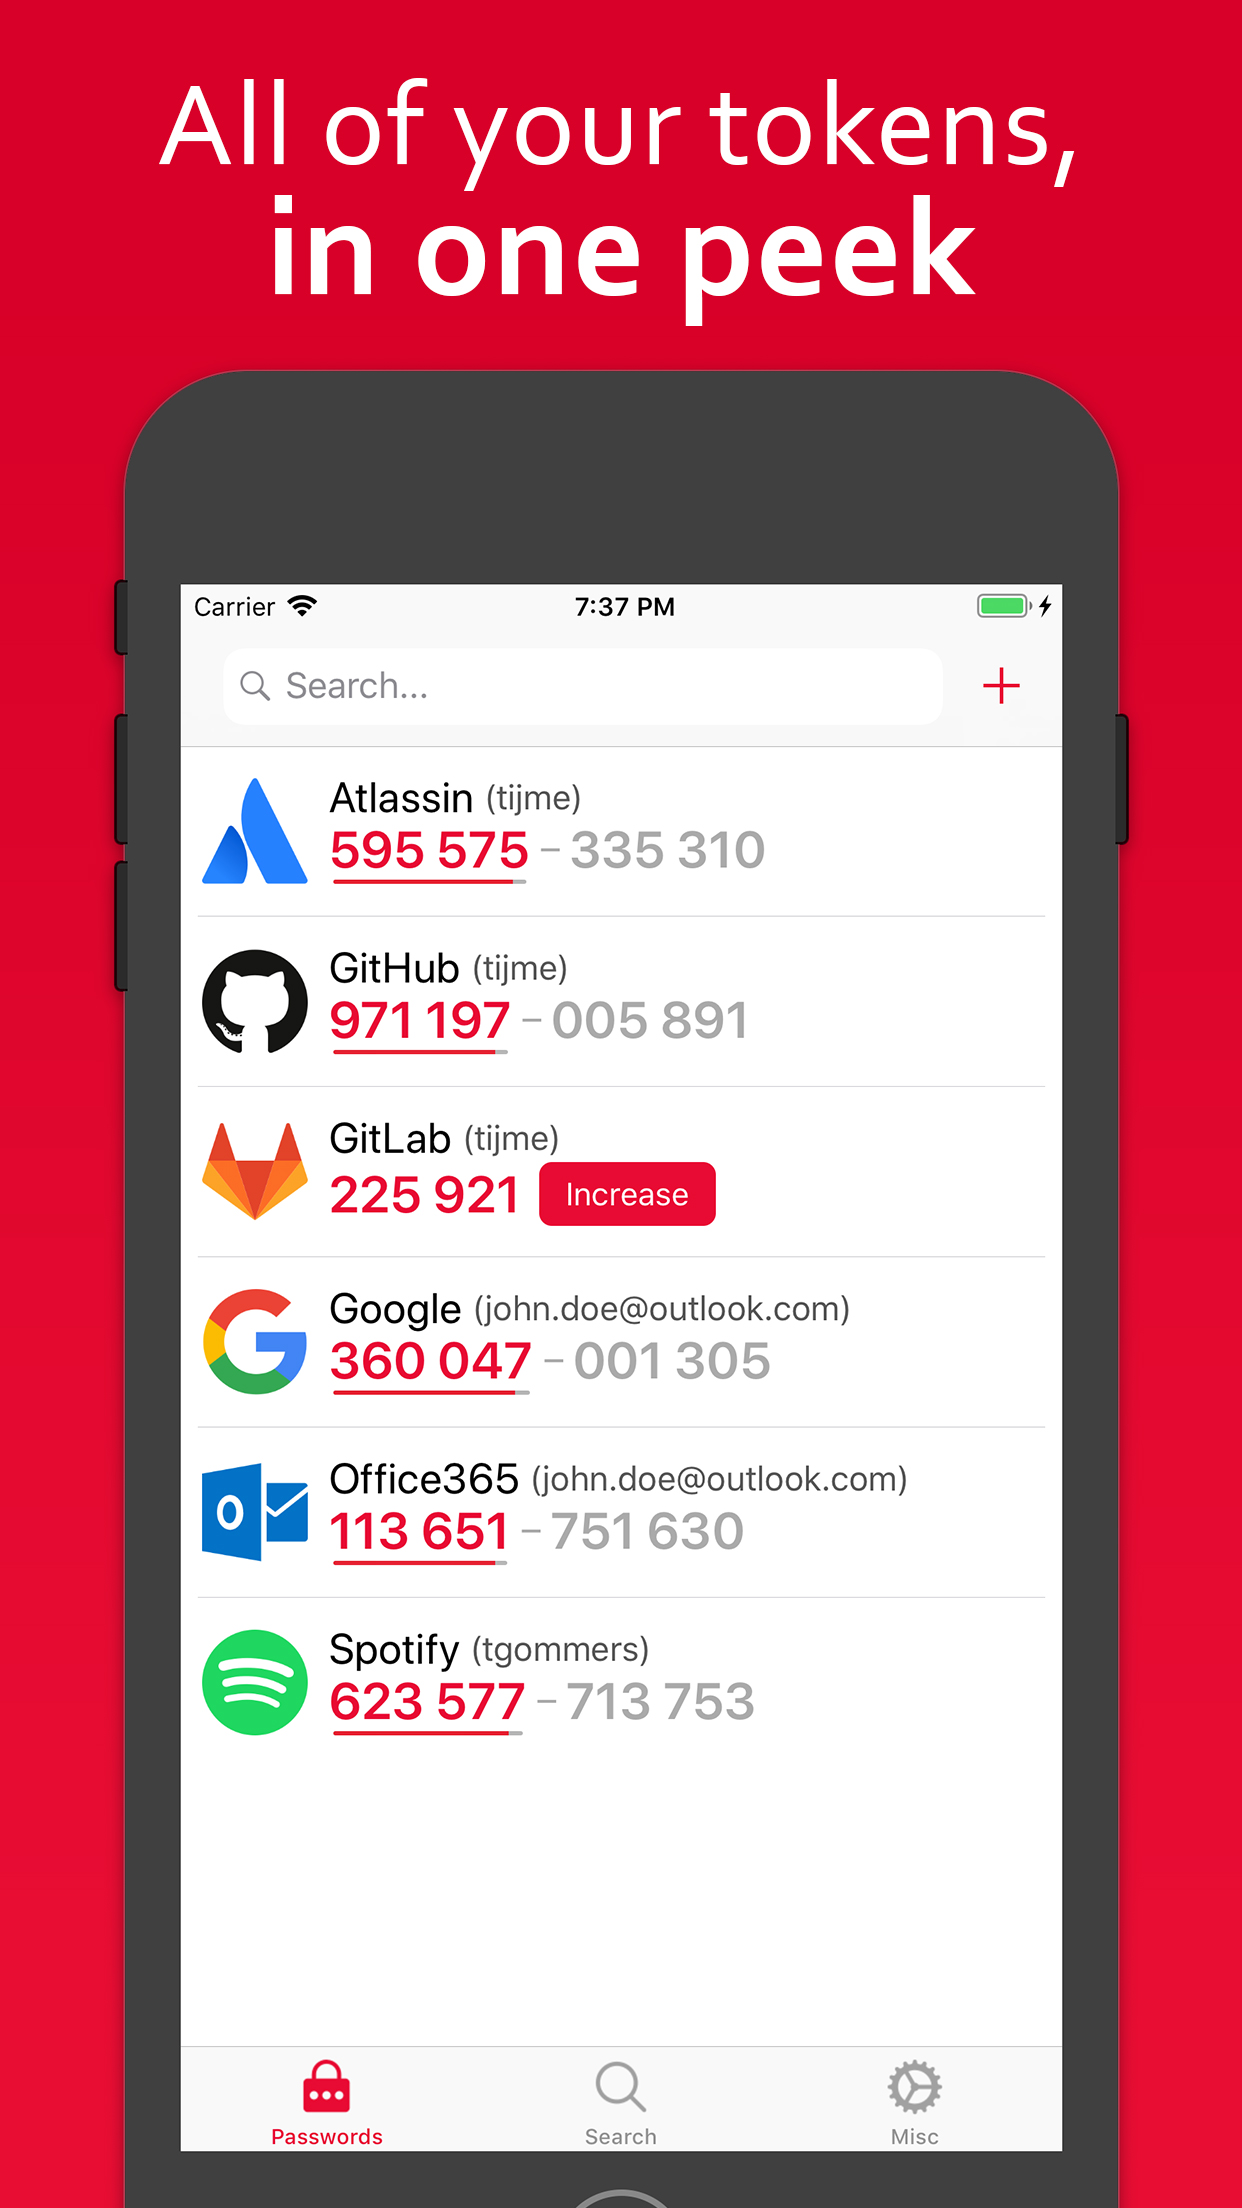 All of your tokens,
in one peek
Carrier 7:37 PM
Search...
Atlassin (tijme)
595 575 – 335 310
GitHub (tijme)
971 197 – 005 891
GitLab (tijme)
225 921 Increase
Google (john.doe@outlook.com)
360 047 – 001 305
Office365 (john.doe@outlook.com)
113 651 – 751 630
Spotify (tgommers)
623 577 – 713 753
Passwords Search Misc